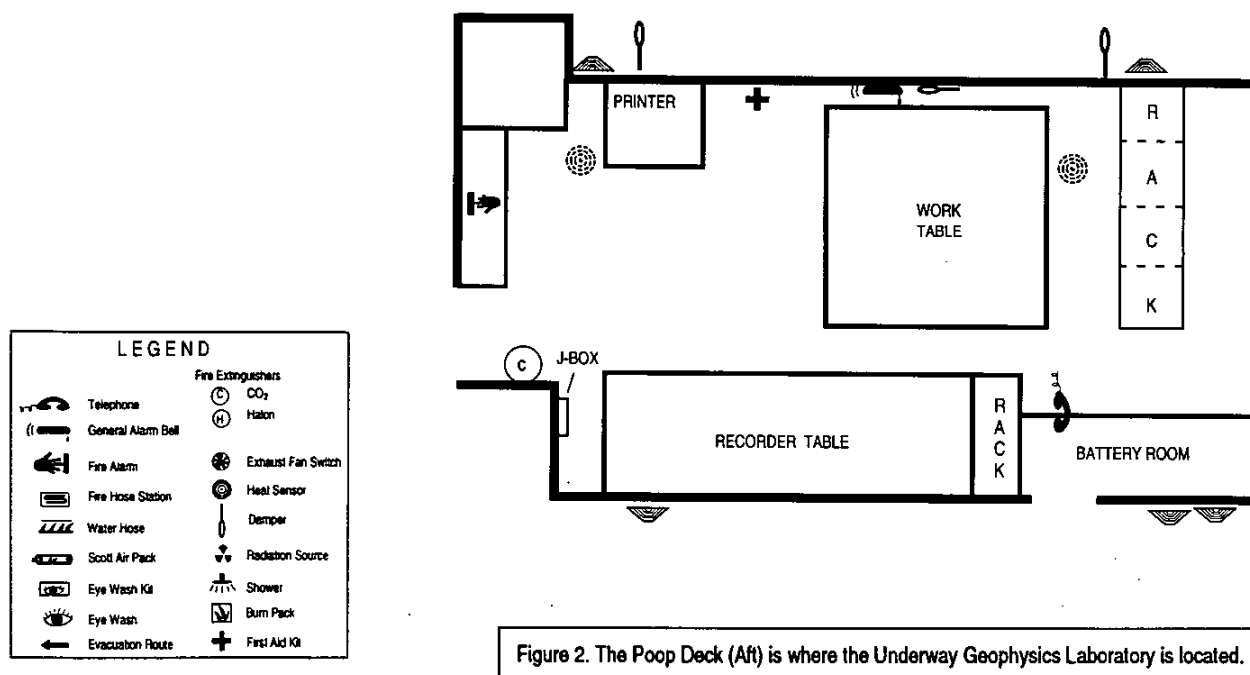 PRINTER
R
A
C
K
WORK
TABLE
C
J-BOX
RECORDER TABLE
R
A
C
K
BATTERY ROOM
LEGEND
Fire Extinguishers
C CO₂
H Halon
Telephone
General Alarm Bell
Fire Alarm
Fire Hose Station
Water Hose
Scott Air Pack
Eye Wash Kit
Eye Wash
Evacuation Route
Exhaust Fan Switch
Heat Sensor
Damper
Radiation Source
Shower
Burn Pack
First Aid Kit
Figure 2. The Poop Deck (Aft) is where the Underway Geophysics Laboratory is located.